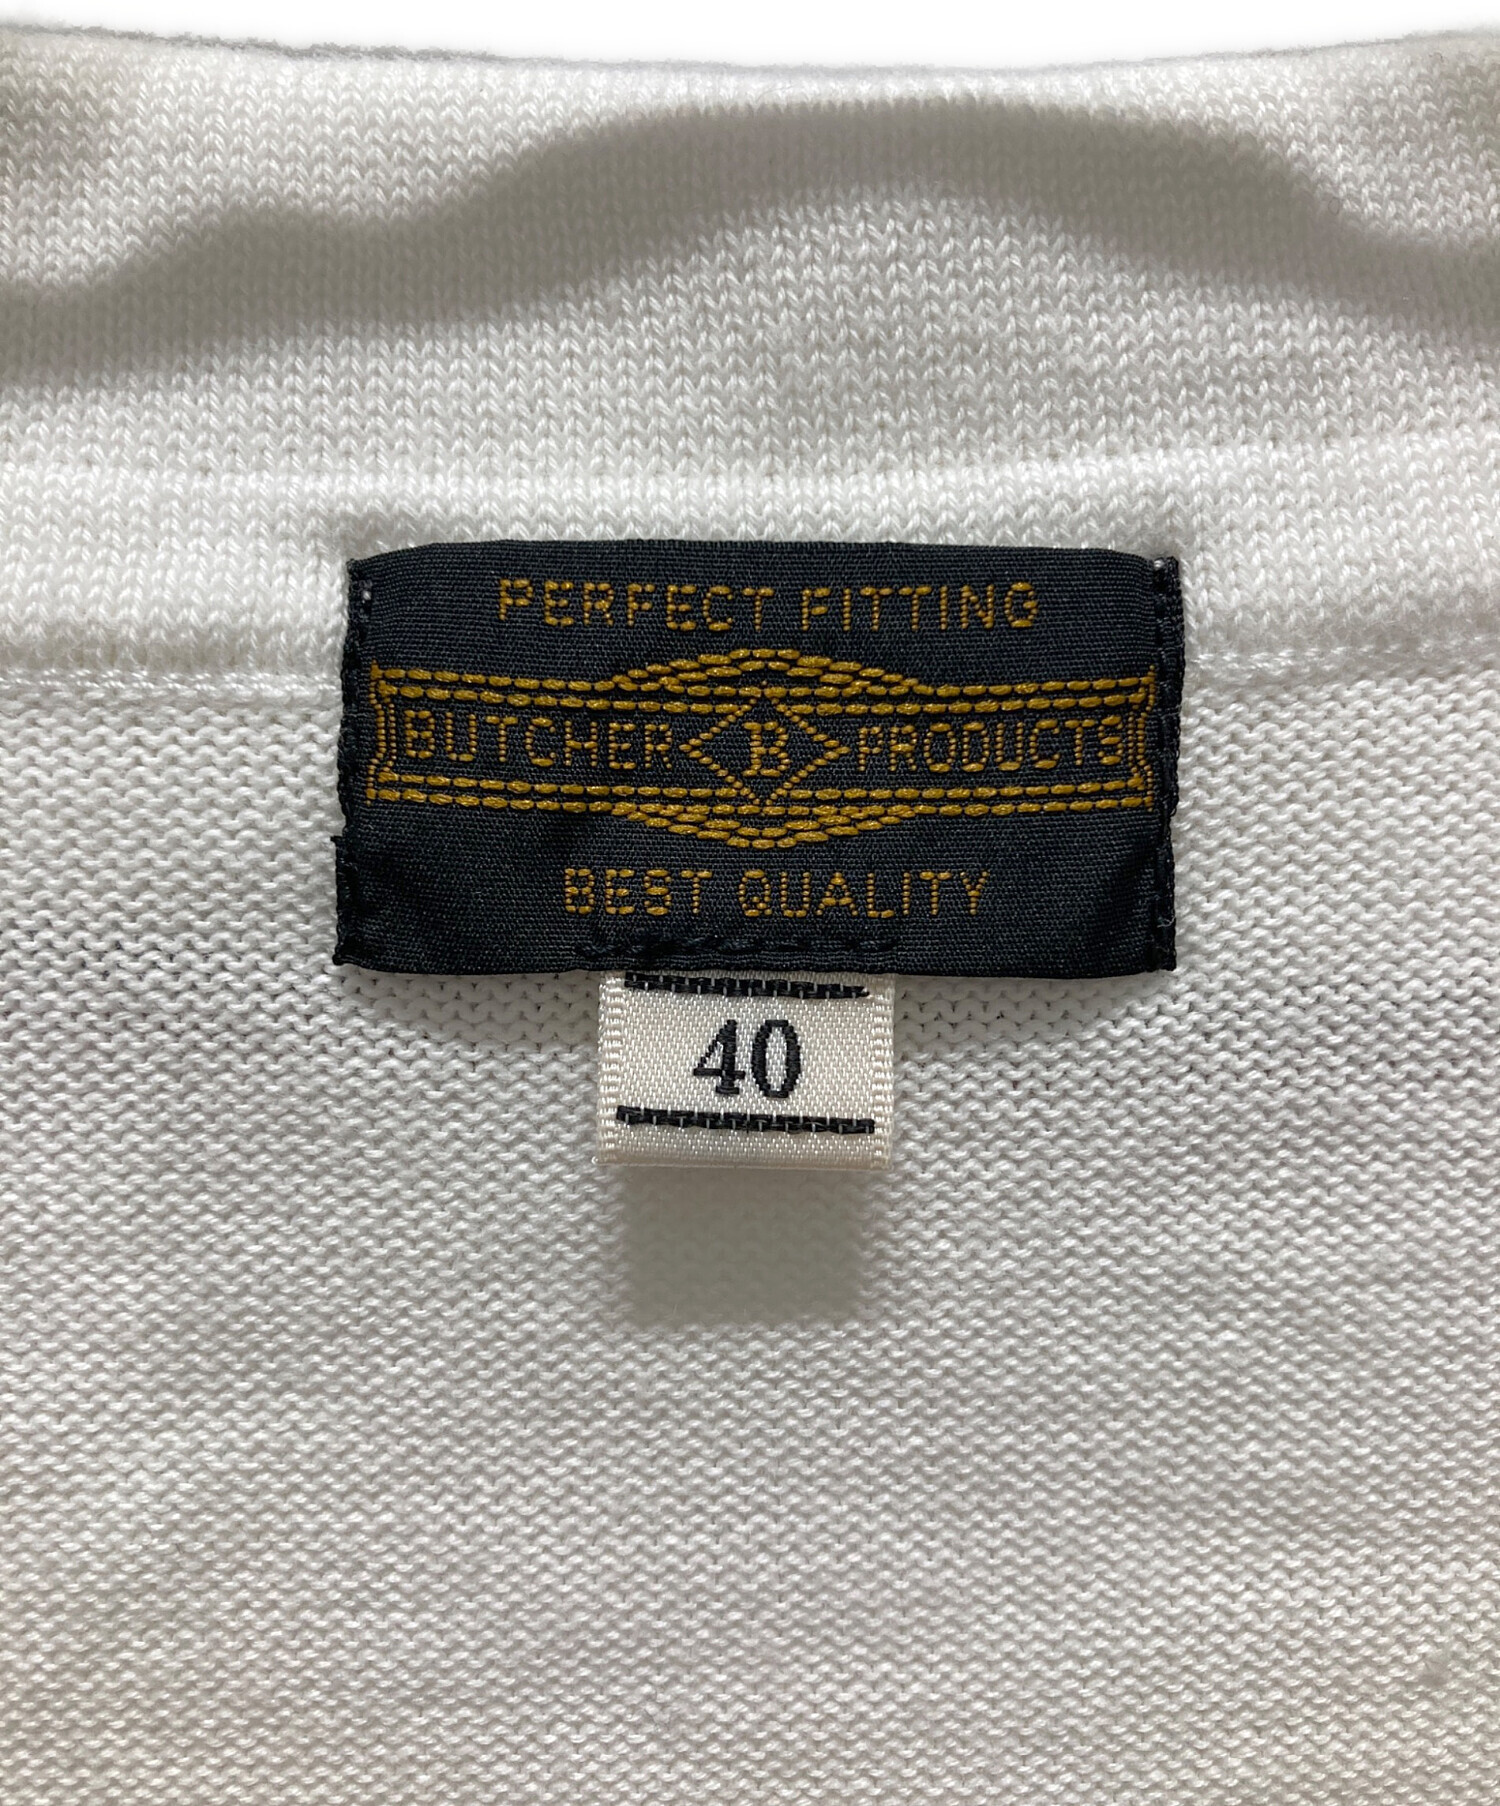 PERFECT FITTING
BUTCHER B PRODUCTS
BEST QUALITY
40